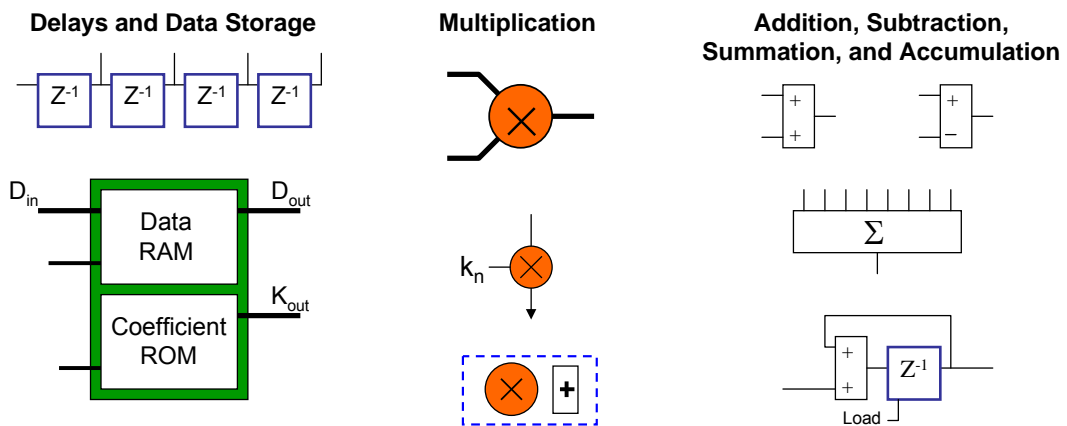 Delays and Data Storage
Z-1 Z-1 Z-1 Z-1
Din
Dout
Data
RAM
Kout
Coefficient
ROM
Multiplication
kn
+
Addition, Subtraction,
Summation, and Accumulation
+
+
+
−
Σ
+
+
Z-1
Load